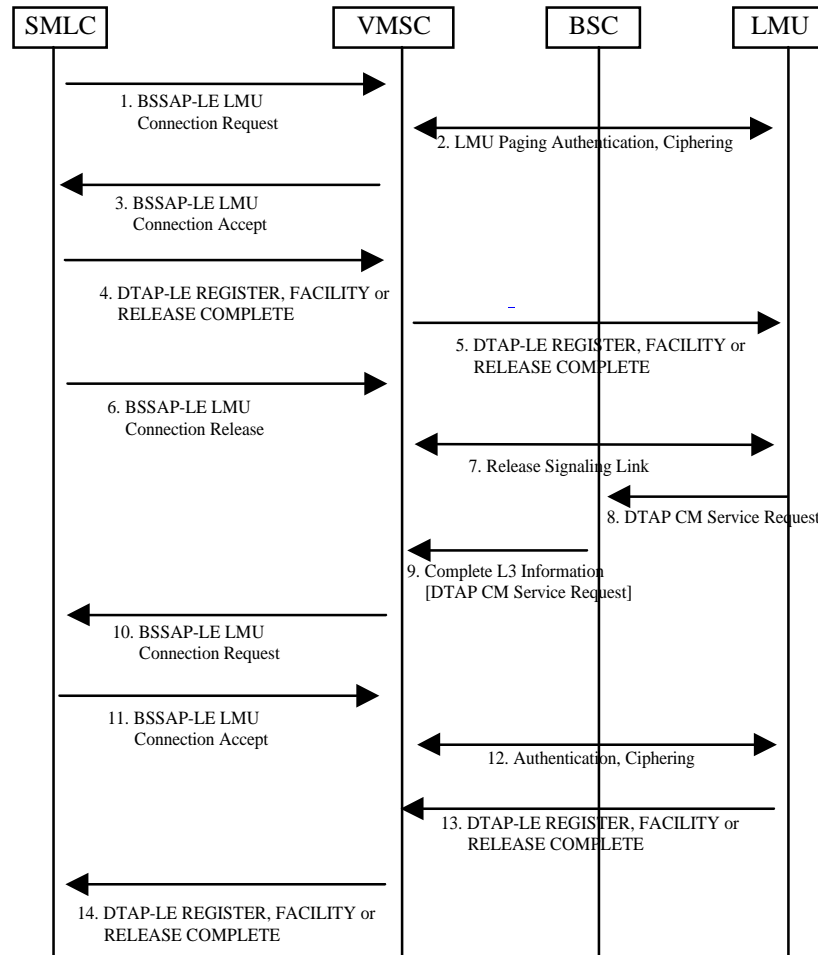 SMLC VMSC BSC LMU
1. BSSAP-LE LMU
Connection Request
2. LMU Paging Authentication, Ciphering
3. BSSAP-LE LMU
Connection Accept
4. DTAP-LE REGISTER, FACILITY or
RELEASE COMPLETE
5. DTAP-LE REGISTER, FACILITY or
RELEASE COMPLETE
6. BSSAP-LE LMU
Connection Release
7. Release Signaling Link
8. DTAP CM Service Request
9. Complete L3 Information
[DTAP CM Service Request]
10. BSSAP-LE LMU
Connection Request
11. BSSAP-LE LMU
Connection Accept
12. Authentication, Ciphering
13. DTAP-LE REGISTER, FACILITY or
RELEASE COMPLETE
14. DTAP-LE REGISTER, FACILITY or
RELEASE COMPLETE